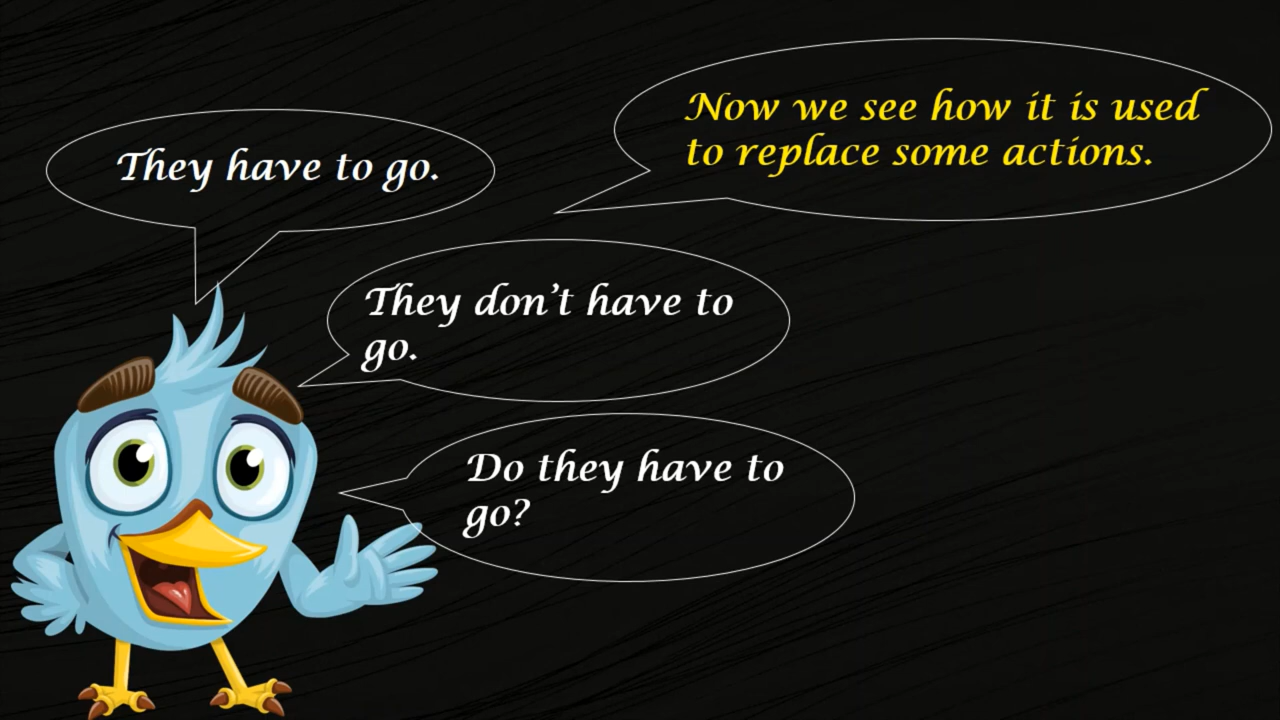 They have to go.
Now we see how it is used
to replace some actions.
They don't have to
go.
Do they have to
go?